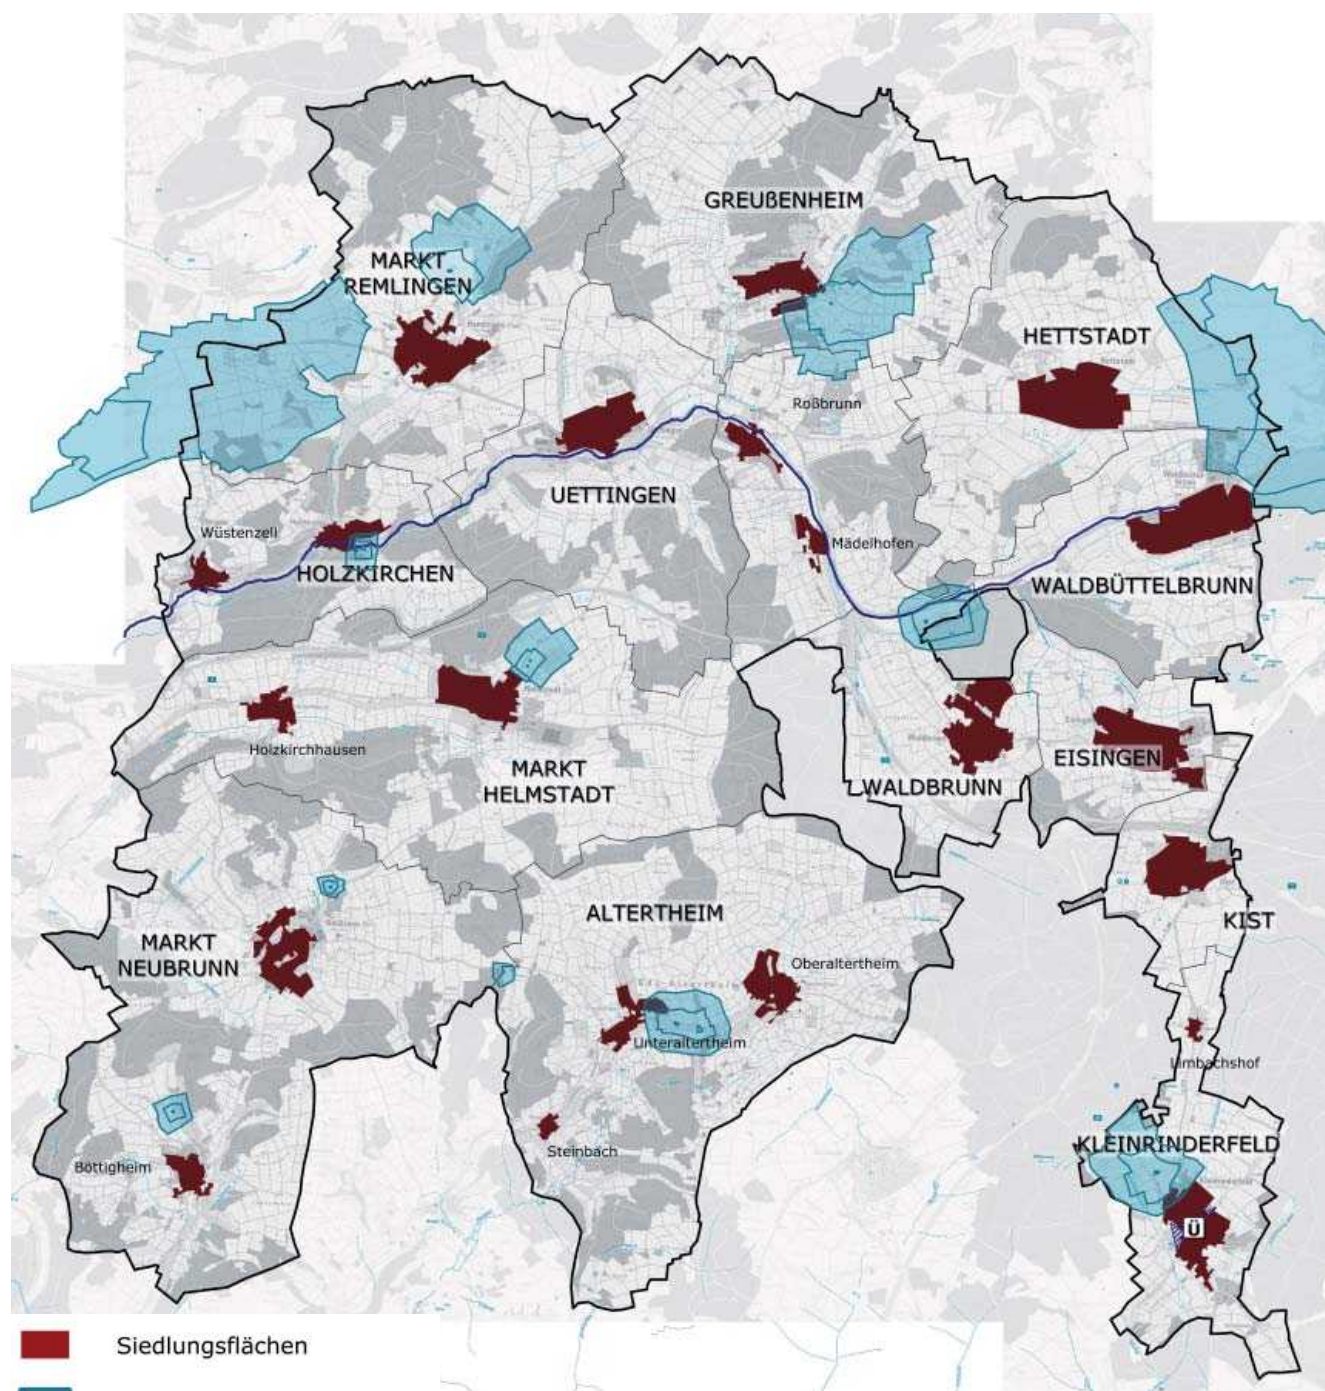 GREUßENHEIM
MARKT
REMLINGEN
HETTSTADT
Roßbrunn
UETTINGEN
Wüstenzell
Mädelhofen
HOLZKIRCHEN
WALDBÜTTELBRUNN
Holzkirchhausen
MARKT
HELMSTADT
EISINGEN
WALDBRUNN
ALTERTHEIM
KIST
MARKT
NEUBRUNN
Oberaltertheim
Unteraltertheim
Limbachshof
KLEINRINDERFELD
Steinbach
Böttigheim
Ü
Siedlungsflächen